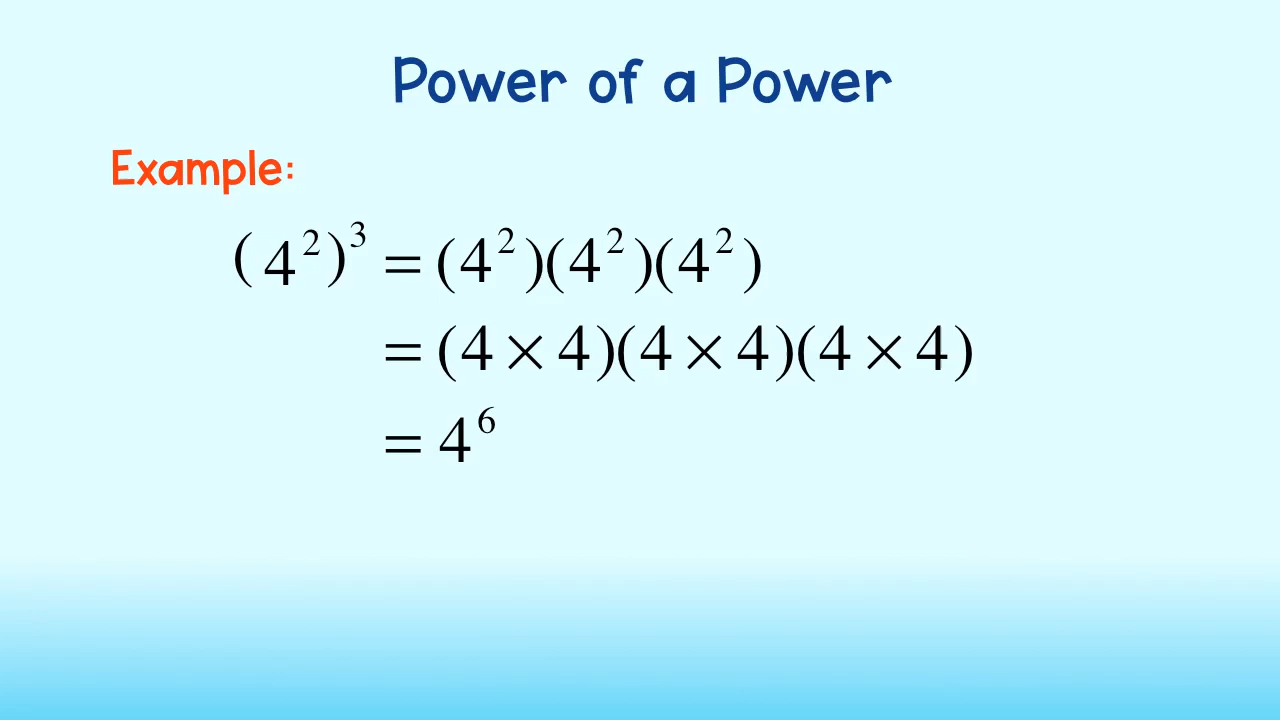 Power of a Power
Example:
(4²)³ = (4²)(4²)(4²)
= (4 × 4)(4 × 4)(4 × 4)
= 4⁶